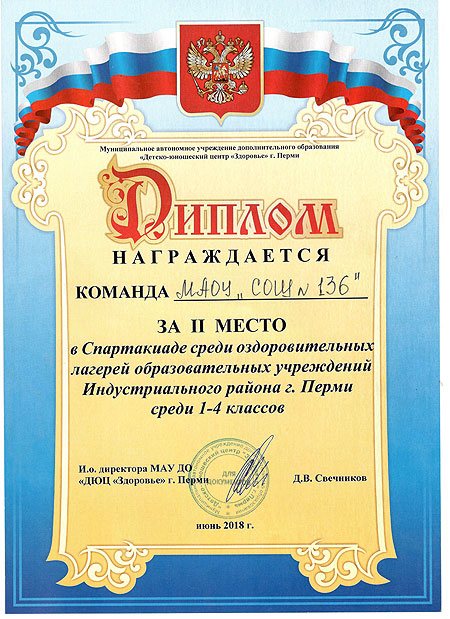 Муниципальное автономное учреждение дополнительного образования
«Детско-юношеский центр «Здоровье» г. Перми
ДИПЛОМ
НАГРАЖДАЕТСЯ
КОМАНДА МАОУ „СОШ № 136"
ЗА II МЕСТО
в Спартакиаде среди оздоровительных
лагерей образовательных учреждений
Индустриального района г. Перми
среди 1-4 классов
И.о. директора МАУ ДО
«ДЮЦ «Здоровье» г. Перми
Д.В. Свечников
ДЛЯ
ДОКУМЕНТОВ
июнь 2018 г.